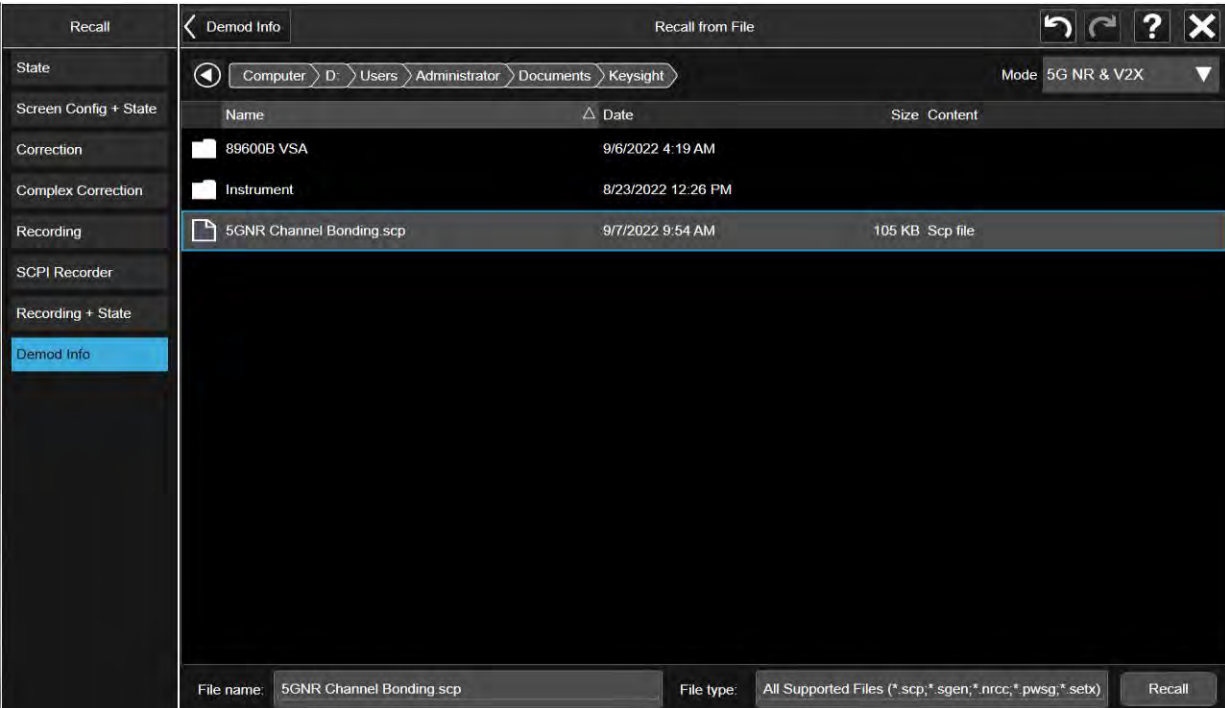 Recall
Demod Info
Recall from File
?
State
Computer D: Users Administrator Documents Keysight
Mode 5G NR & V2X
Screen Config + State
Name Date Size Content
Correction
89600B VSA 9/6/2022 4:19 AM
Complex Correction
Instrument 8/23/2022 12:26 PM
Recording
5GNR Channel Bonding.scp 9/7/2022 9:54 AM 105 KB Scp file
SCPI Recorder
Recording + State
Demod Info
File name: 5GNR Channel Bonding.scp File type: All Supported Files (*.scp;*.sgen;*.nrcc;*.pwsg;*.setx) Recall